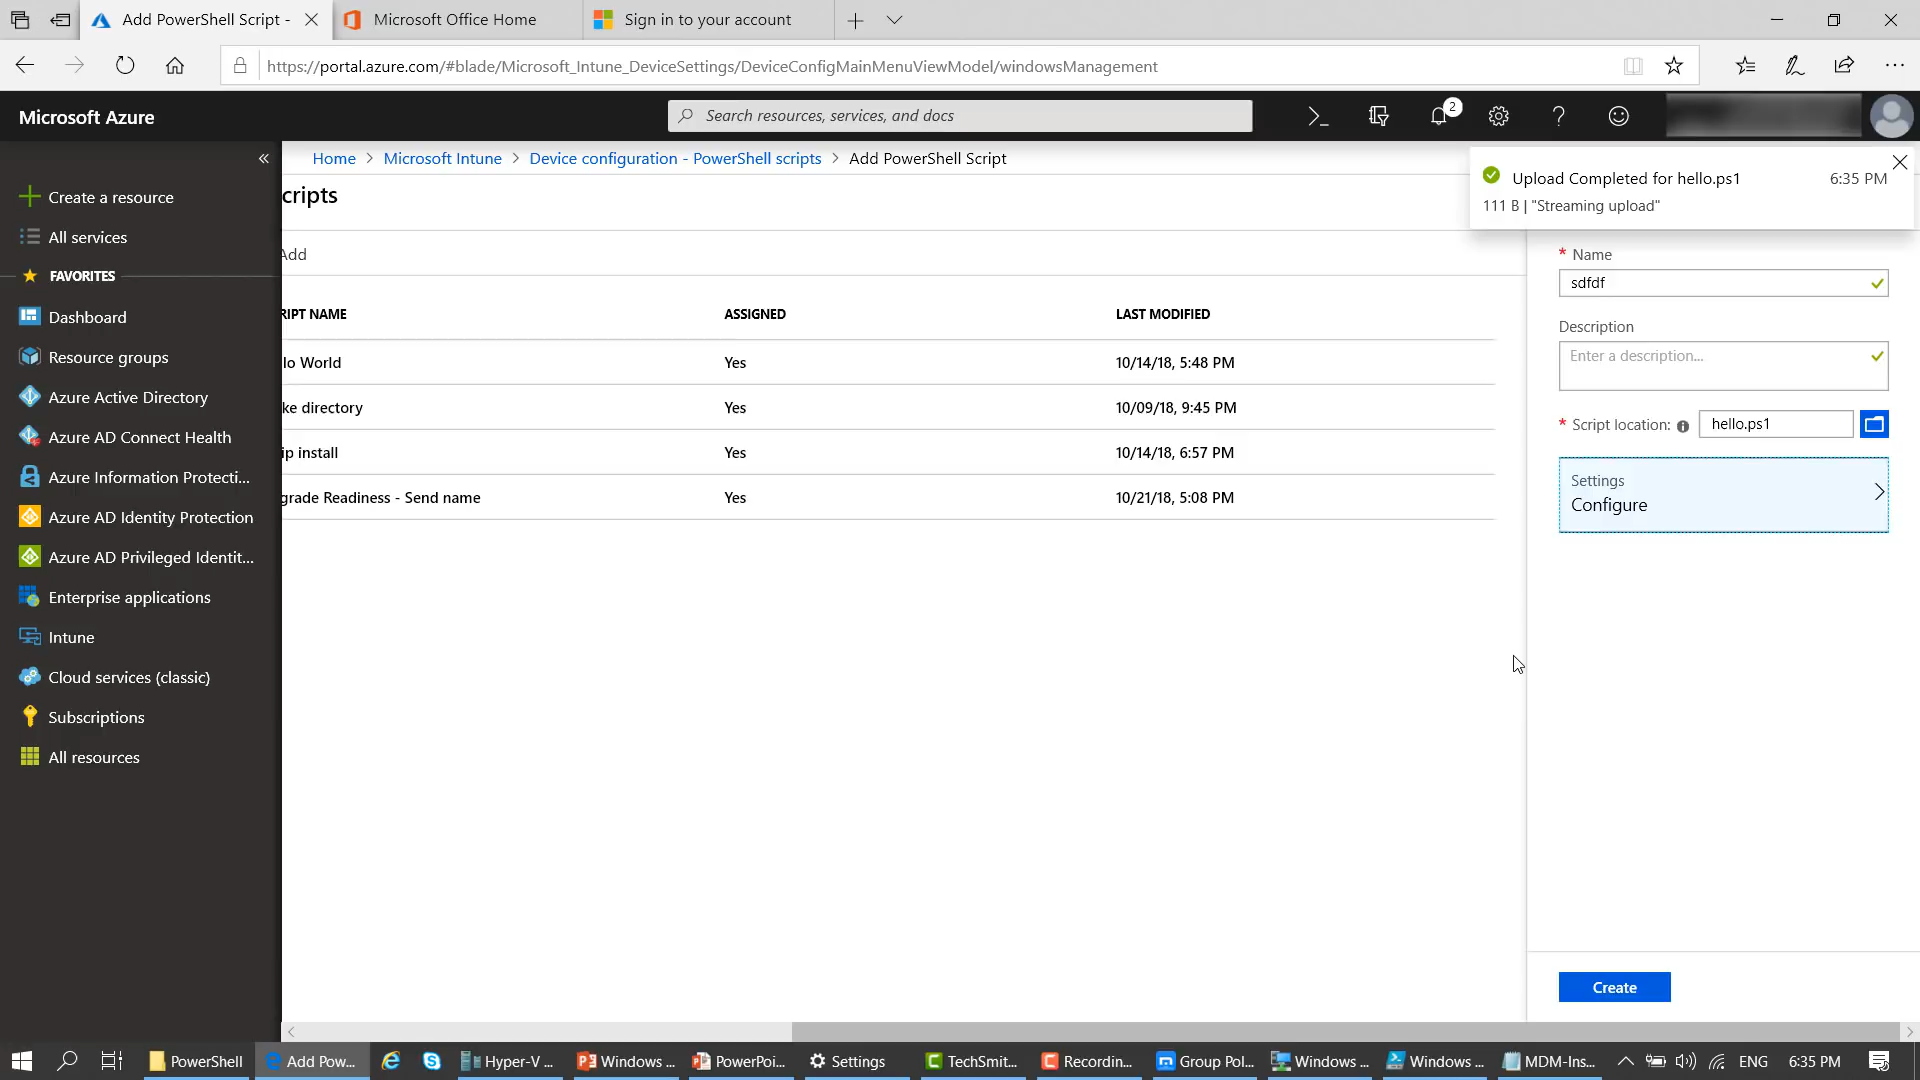 Add PowerShell Script -
Microsoft Office Home
Sign in to your account
https://portal.azure.com/#blade/Microsoft_Intune_DeviceSettings/DeviceConfigMainMenuViewModel/windowsManagement
Microsoft Azure
Search resources, services, and docs
2
Home > Microsoft Intune > Device configuration - PowerShell scripts > Add PowerShell Script
Upload Completed for hello.ps1
6:35 PM
111 B | "Streaming upload"
cripts
Add
RIPT NAME
ASSIGNED
LAST MODIFIED
lo World
Yes
10/14/18, 5:48 PM
ke directory
Yes
10/09/18, 9:45 PM
ip install
Yes
10/14/18, 6:57 PM
grade Readiness - Send name
Yes
10/21/18, 5:08 PM
Create a resource
All services
FAVORITES
Dashboard
Resource groups
Azure Active Directory
Azure AD Connect Health
Azure Information Protecti...
Azure AD Identity Protection
Azure AD Privileged Identit...
Enterprise applications
Intune
Cloud services (classic)
Subscriptions
All resources
* Name
sdfdf
Description
Enter a description...
* Script location:
hello.ps1
Settings
Configure
Create
PowerShell
Add Pow...
Hyper-V ...
Windows ...
PowerPoi...
Settings
TechSmit...
Recordin...
Group Pol...
Windows ...
Windows ...
MDM-Ins...
ENG
6:35 PM